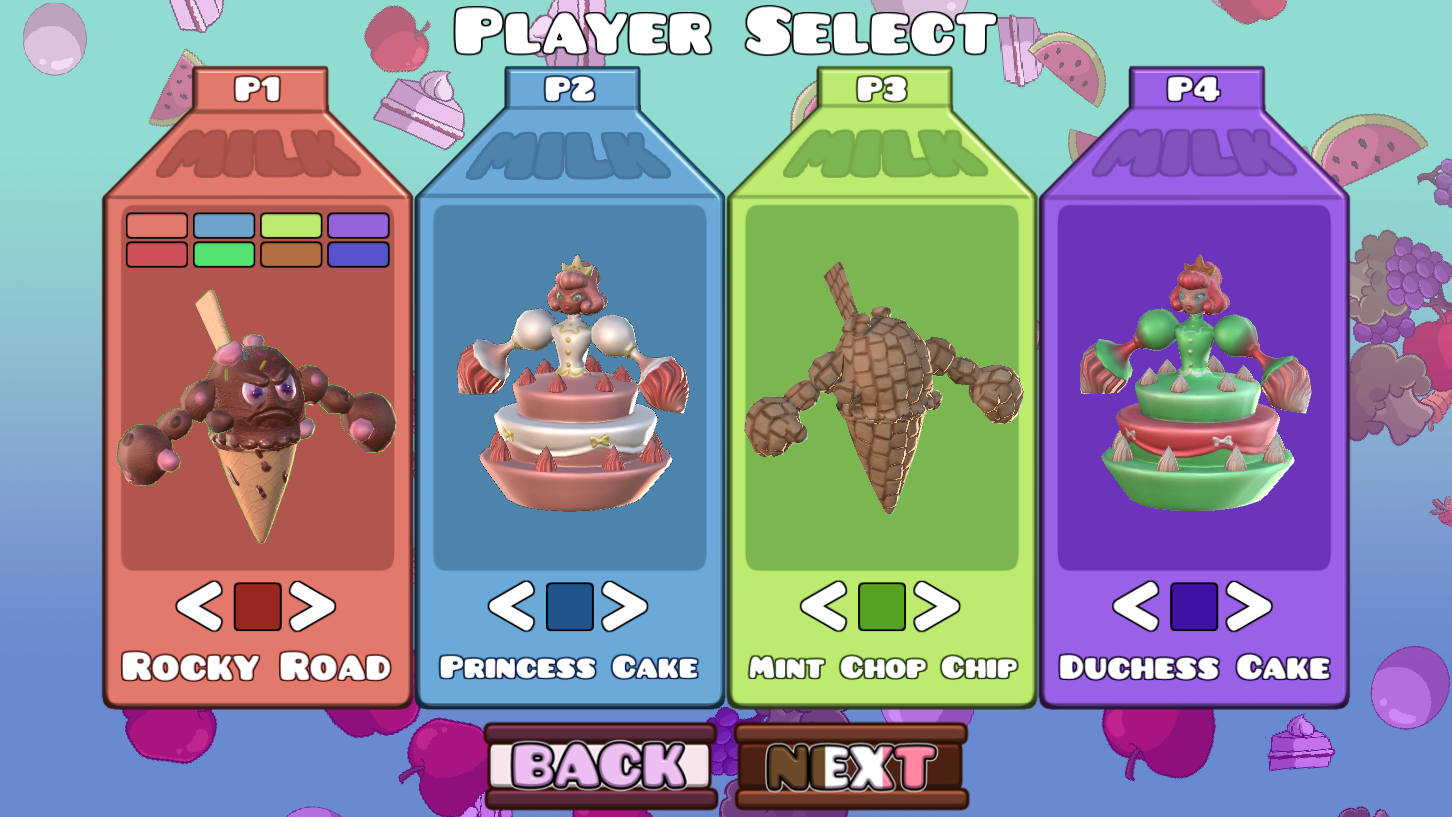 Player Select
P1
P2
P3
P4
MILK
MILK
MILK
MILK
Rocky Road
Princess Cake
Mint Chop Chip
Duchess Cake
BACK
NEXT